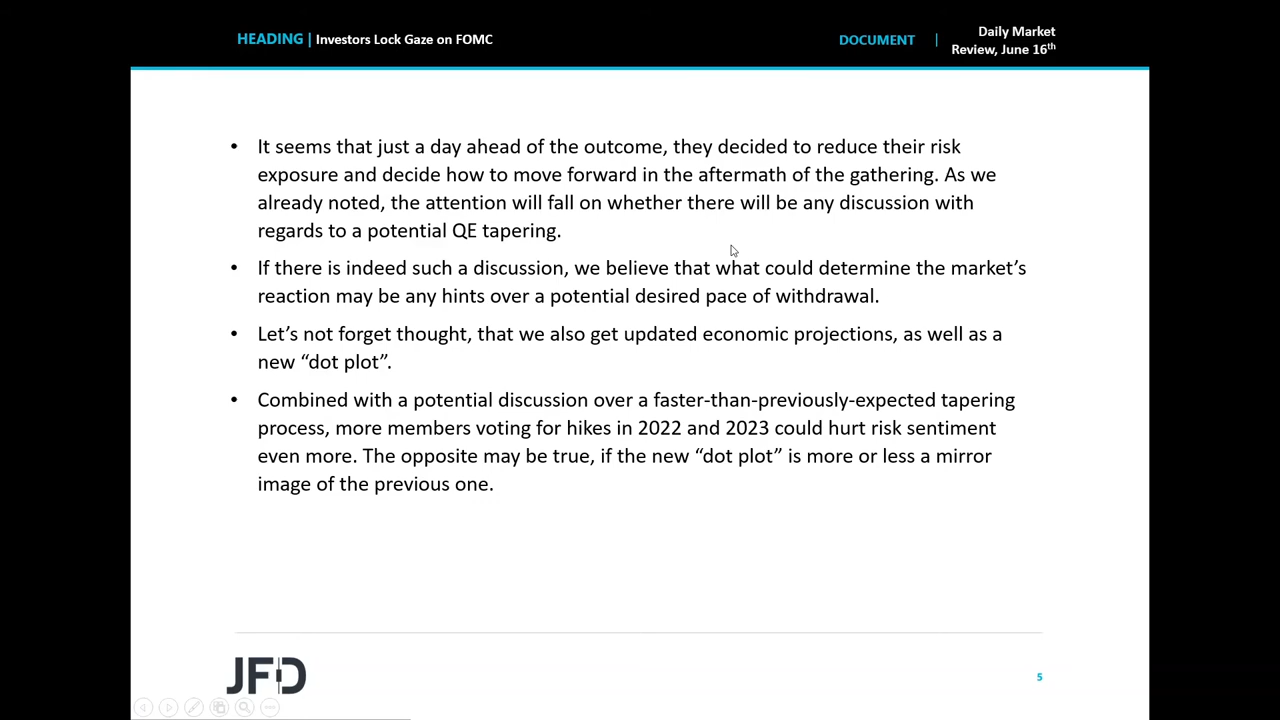 HEADING | Investors Lock Gaze on FOMC
DOCUMENT | Daily Market
Review, June 16th
• It seems that just a day ahead of the outcome, they decided to reduce their risk
exposure and decide how to move forward in the aftermath of the gathering. As we
already noted, the attention will fall on whether there will be any discussion with
regards to a potential QE tapering.
• If there is indeed such a discussion, we believe that what could determine the market’s
reaction may be any hints over a potential desired pace of withdrawal.
• Let’s not forget thought, that we also get updated economic projections, as well as a
new “dot plot”.
• Combined with a potential discussion over a faster-than-previously-expected tapering
process, more members voting for hikes in 2022 and 2023 could hurt risk sentiment
even more. The opposite may be true, if the new “dot plot” is more or less a mirror
image of the previous one.
JFD
5